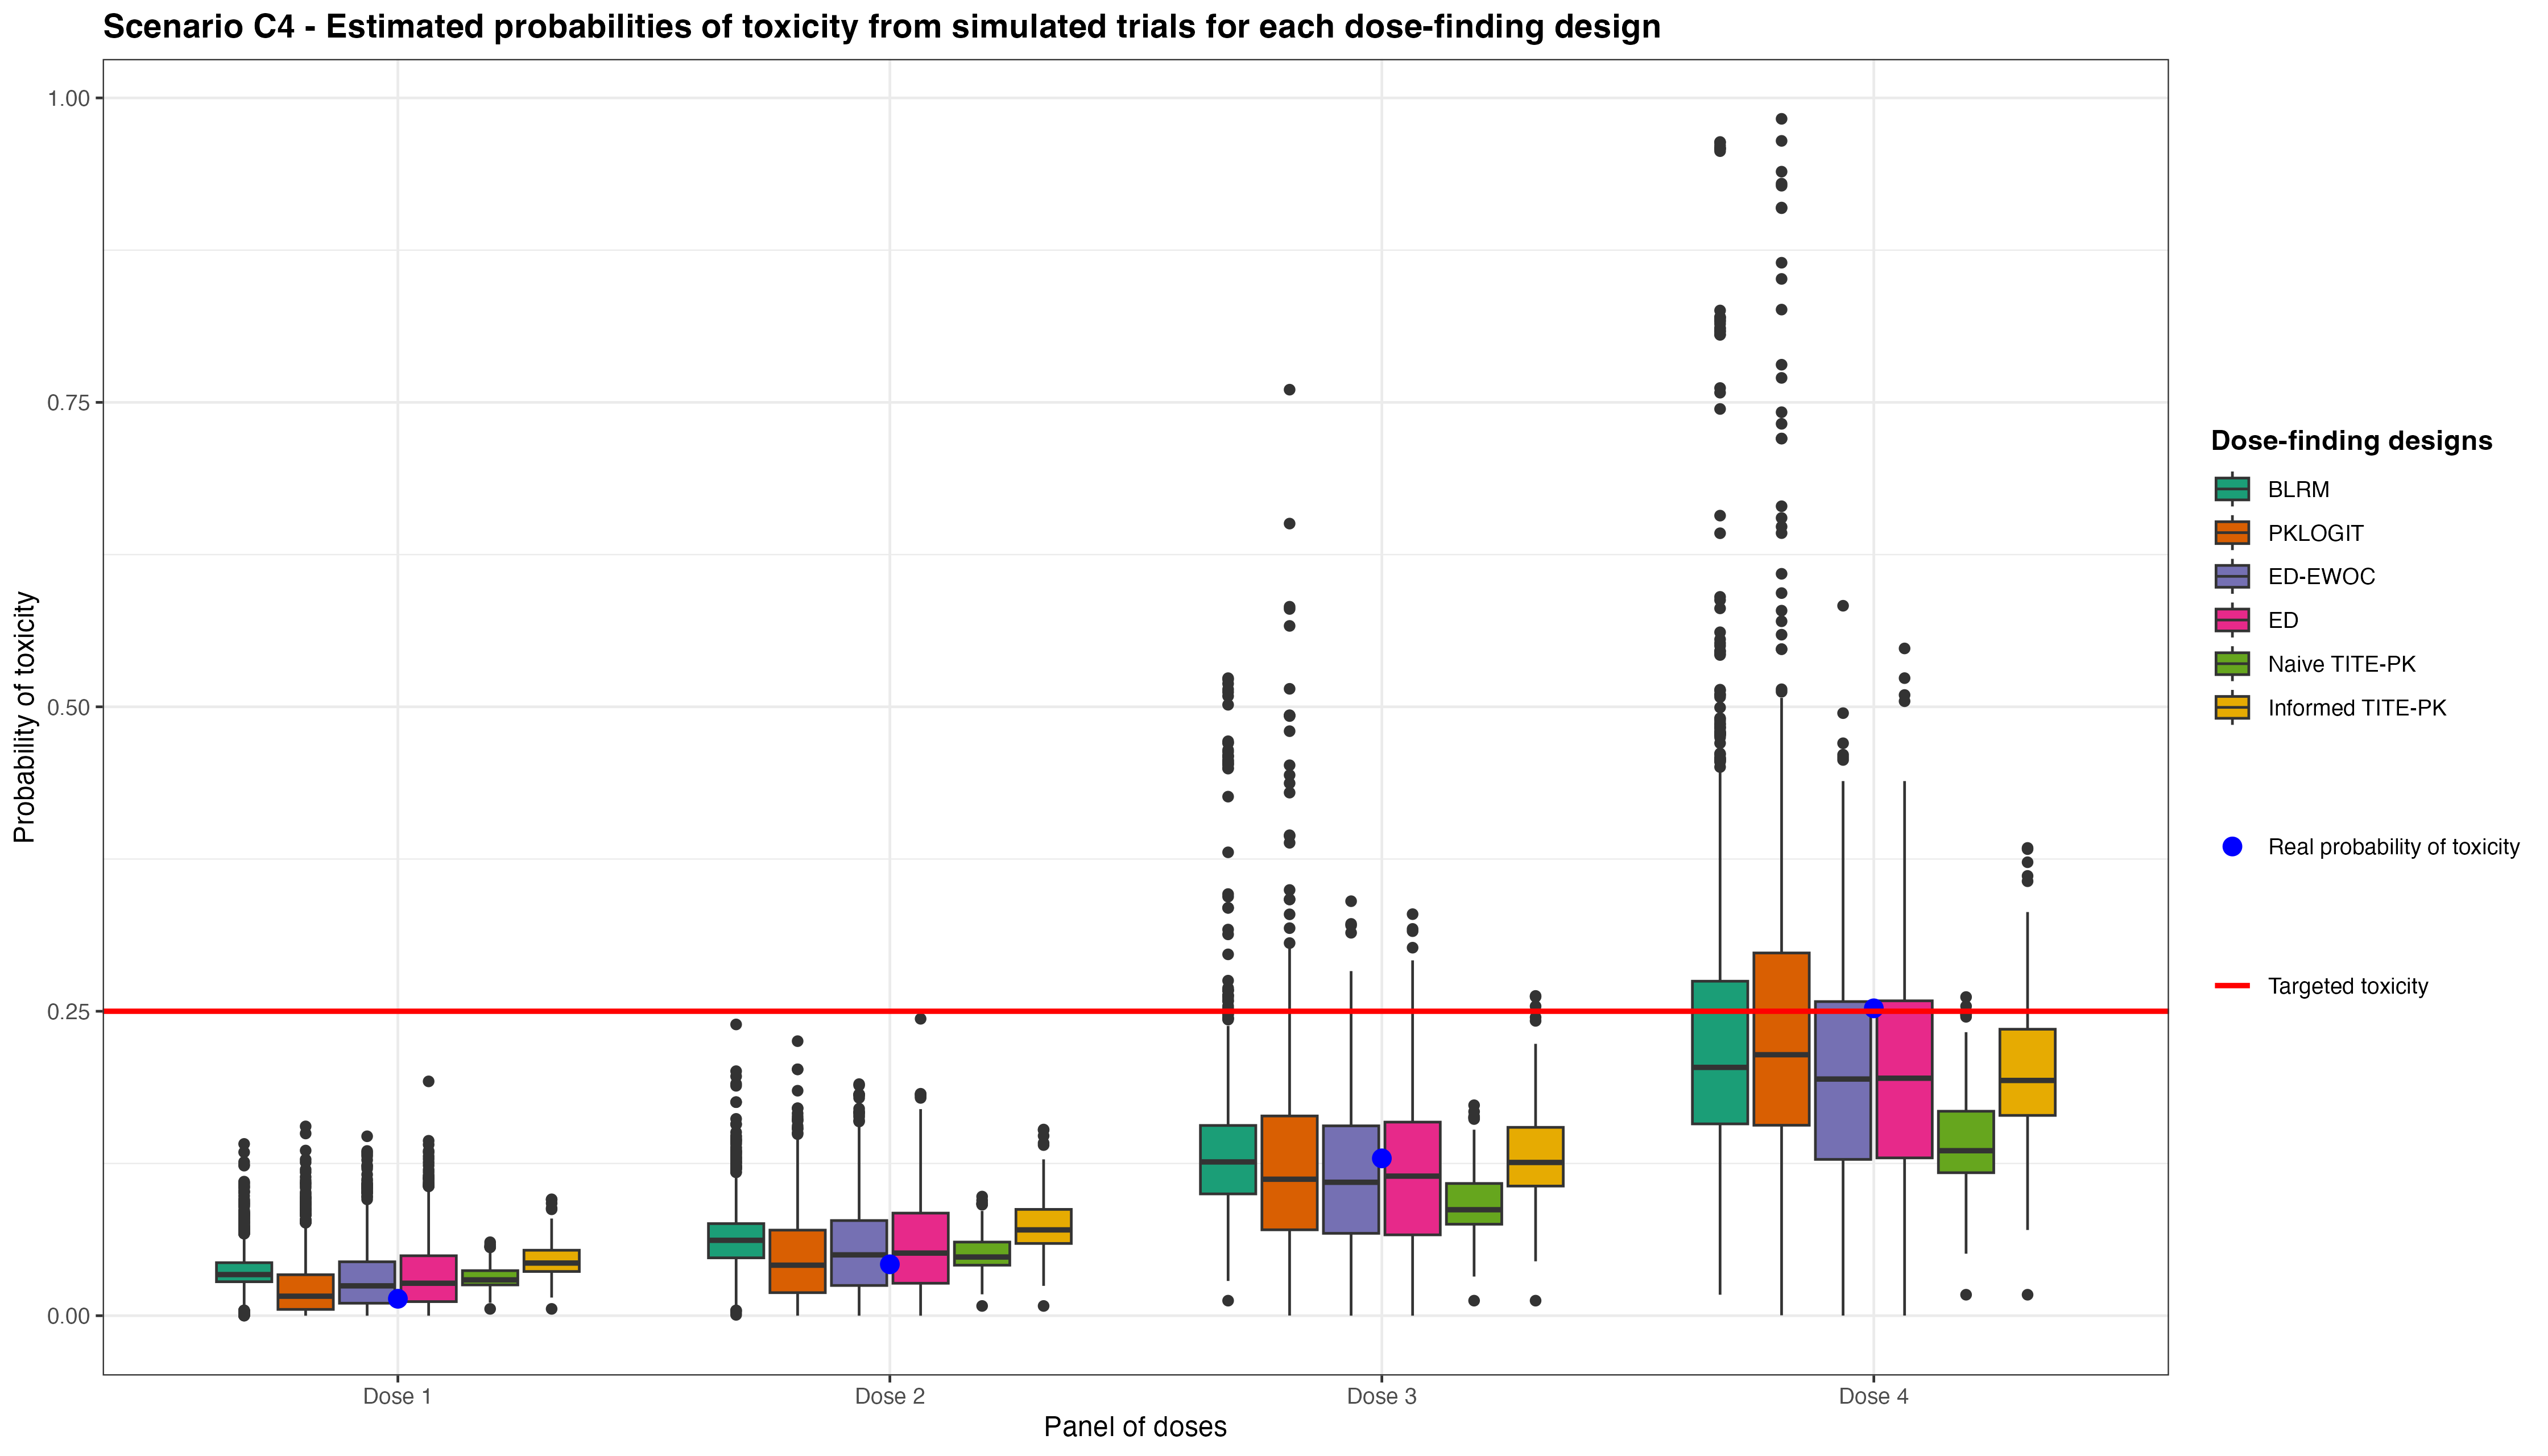 Scenario C4 - Estimated probabilities of toxicity from simulated trials for each dose-finding design
Probability of toxicity
1.00
0.75
0.50
0.25
0.00
Dose 1
Dose 2
Dose 3
Dose 4
Panel of doses
Dose-finding designs
BLRM
PKLOGIT
ED-EWOC
ED
Naive TITE-PK
Informed TITE-PK
Real probability of toxicity
Targeted toxicity